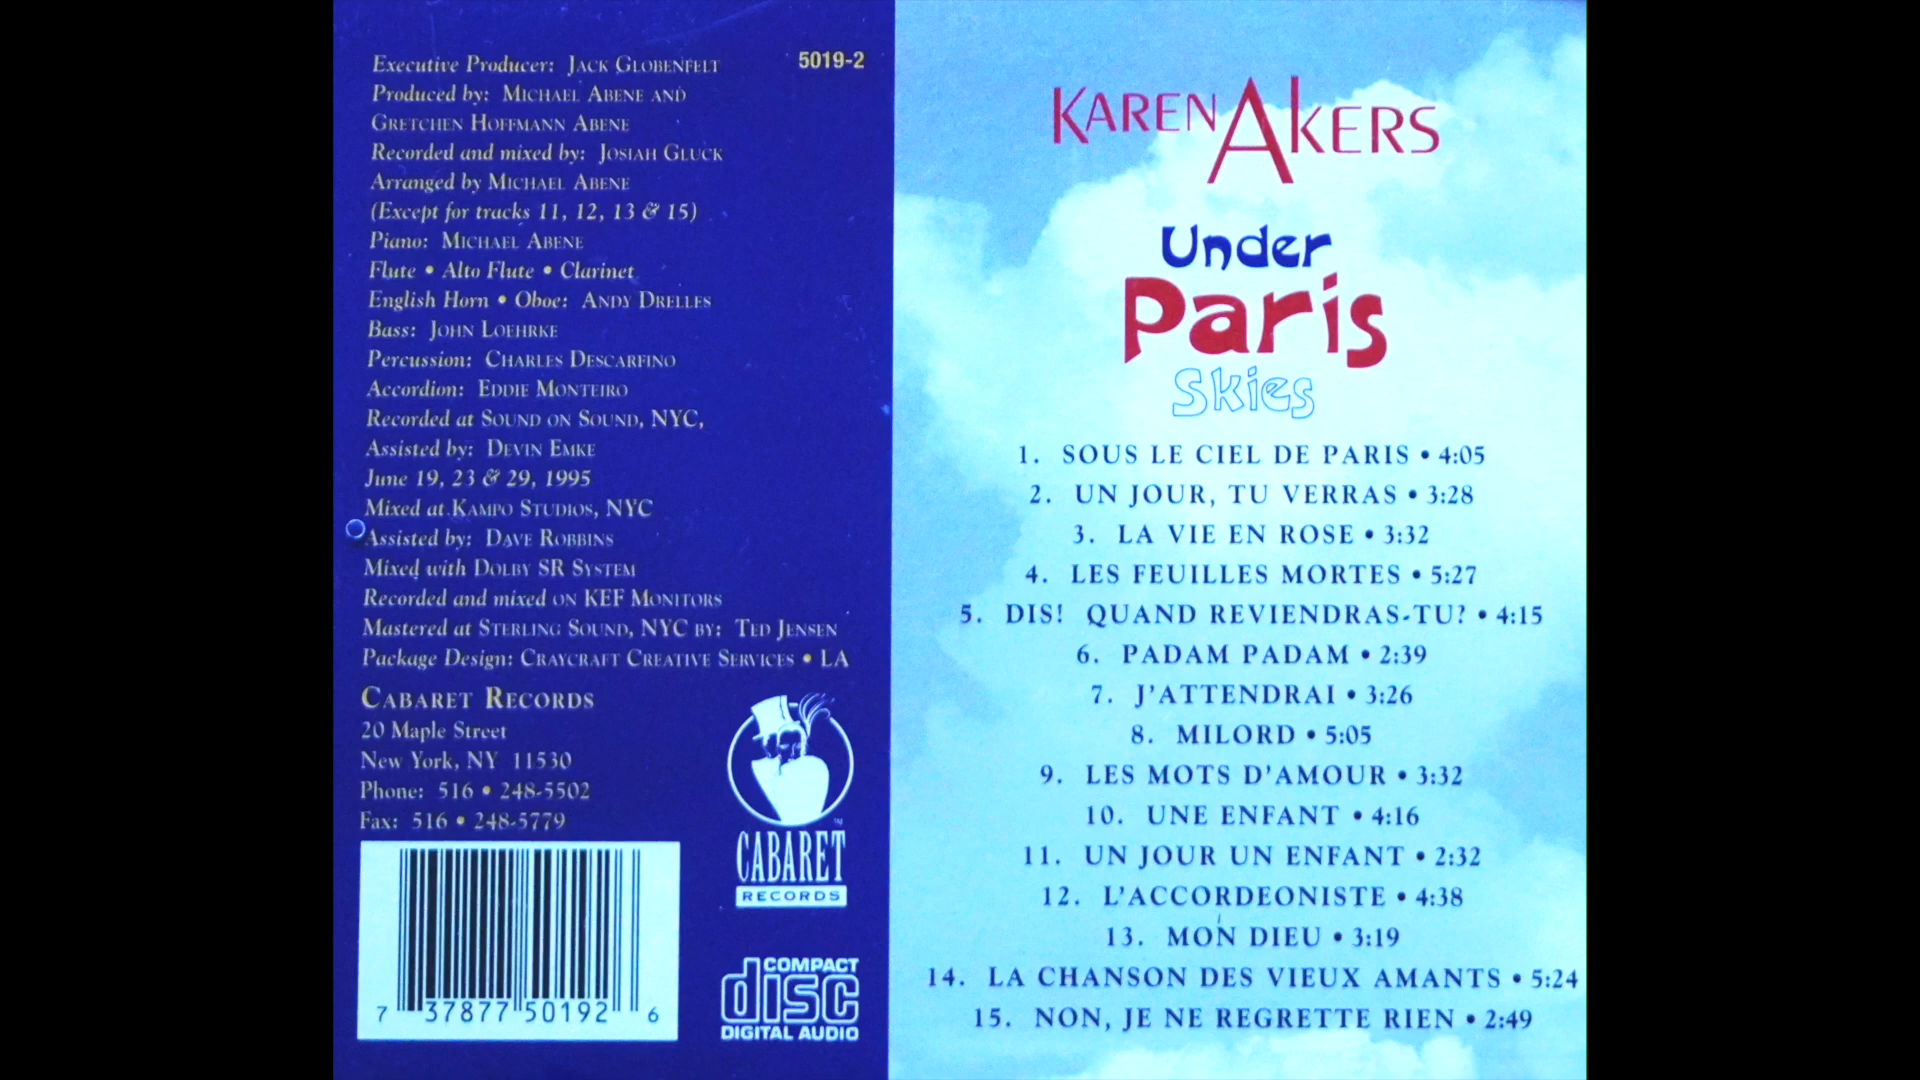 Executive Producer: JACK GLOBENFELT
5019-2
Produced by: MICHAEL ABENE AND
GRETCHEN HOFFMANN ABENE
Recorded and mixed by: JOSIAH GLUCK
Arranged by MICHAEL ABENE
(Except for tracks 11, 12, 13 & 15)
Piano: MICHAEL ABENE
Flute • Alto Flute • Clarinet
English Horn • Oboe: ANDY DRELLES
Bass: JOHN LOEHRKE
Percussion: CHARLES DESCARFINO
Accordion: EDDIE MONTEIRO
Recorded at SOUND ON SOUND, NYC,
Assisted by: DEVIN EMKE
June 19, 23 & 29, 1995
Mixed at KAMPO STUDIOS, NYC
Assisted by: DAVE ROBBINS
Mixed with DOLBY SR SYSTEM
Recorded and mixed ON KEF MONITORS
Mastered at STERLING SOUND, NYC BY: TED JENSEN
Package Design: CRAYCRAFT CREATIVE SERVICES • LA
CABARET RECORDS
20 Maple Street
New York, NY 11530
Phone: 516 • 248-5502
Fax: 516 • 248-5779
7 37877 50192 6
TM
CABARET
RECORDS
COMPACT
disc
DIGITAL AUDIO
KAREN AKERS
Under
Paris
Skies
1. SOUS LE CIEL DE PARIS • 4:05
2. UN JOUR, TU VERRAS • 3:28
3. LA VIE EN ROSE • 3:32
4. LES FEUILLES MORTES • 5:27
5. DIS! QUAND REVIENDRAS-TU? • 4:15
6. PADAM PADAM • 2:39
7. J'ATTENDRAI • 3:26
8. MILORD • 5:05
9. LES MOTS D'AMOUR • 3:32
10. UNE ENFANT • 4:16
11. UN JOUR UN ENFANT • 2:32
12. L'ACCORDEONISTE • 4:38
13. MON DIEU • 3:19
14. LA CHANSON DES VIEUX AMANTS • 5:24
15. NON, JE NE REGRETTE RIEN • 2:49